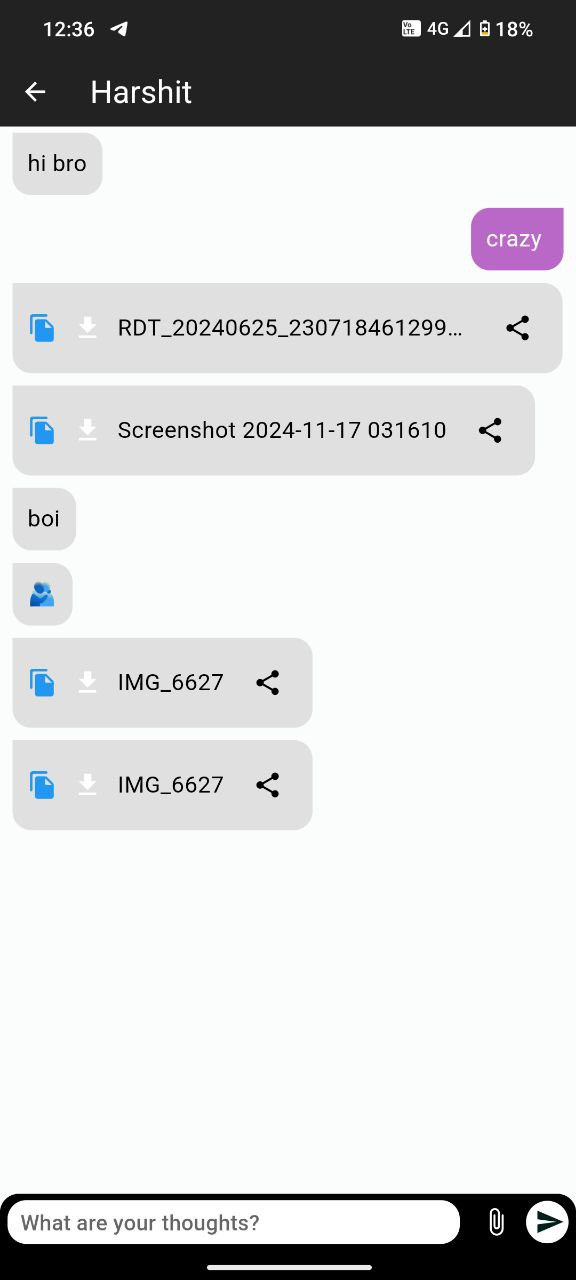 12:36 VoLTE 4G 18%
Harshit
hi bro
crazy
RDT_20240625_230718461299...
Screenshot 2024-11-17 031610
boi
IMG_6627
IMG_6627
What are your thoughts?